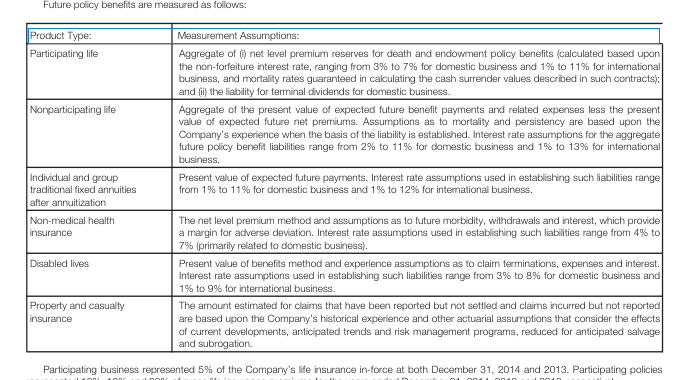 Future policy benefits are measured as follows:
Product Type: Measurement Assumptions:
Participating life Aggregate of (i) net level premium reserves for death and endowment policy benefits (calculated based upon
the non-forfeiture interest rate, ranging from 3% to 7% for domestic business and 1% to 11% for international
business, and mortality rates guaranteed in calculating the cash surrender values described in such contracts);
and (ii) the liability for terminal dividends for domestic business.
Nonparticipating life Aggregate of the present value of expected future benefit payments and related expenses less the present
value of expected future net premiums. Assumptions as to mortality and persistency are based upon the
Company's experience when the basis of the liability is established. Interest rate assumptions for the aggregate
future policy benefit liabilities range from 2% to 11% for domestic business and 1% to 13% for international
business.
Individual and group Present value of expected future payments. Interest rate assumptions used in establishing such liabilities range
traditional fixed annuities from 1% to 11% for domestic business and 1% to 12% for international business.
after annuitization
Non-medical health The net level premium method and assumptions as to future morbidity, withdrawals and interest, which provide
insurance a margin for adverse deviation. Interest rate assumptions used in establishing such liabilities range from 4% to
7% (primarily related to domestic business).
Disabled lives Present value of benefits method and experience assumptions as to claim terminations, expenses and interest.
Interest rate assumptions used in establishing such liabilities range from 3% to 8% for domestic business and
1% to 9% for international business.
Property and casualty The amount estimated for claims that have been reported but not settled and claims incurred but not reported
insurance are based upon the Company's historical experience and other actuarial assumptions that consider the effects
of current developments, anticipated trends and risk management programs, reduced for anticipated salvage
and subrogation.
Participating business represented 5% of the Company's life insurance in-force at both December 31, 2014 and 2013. Participating policies